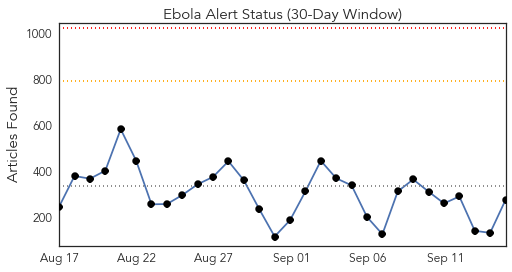 Ebola Alert Status (30-Day Window)
Articles Found
1000
800
600
400
200
Aug 17 Aug 22 Aug 27 Sep 01 Sep 06 Sep 11